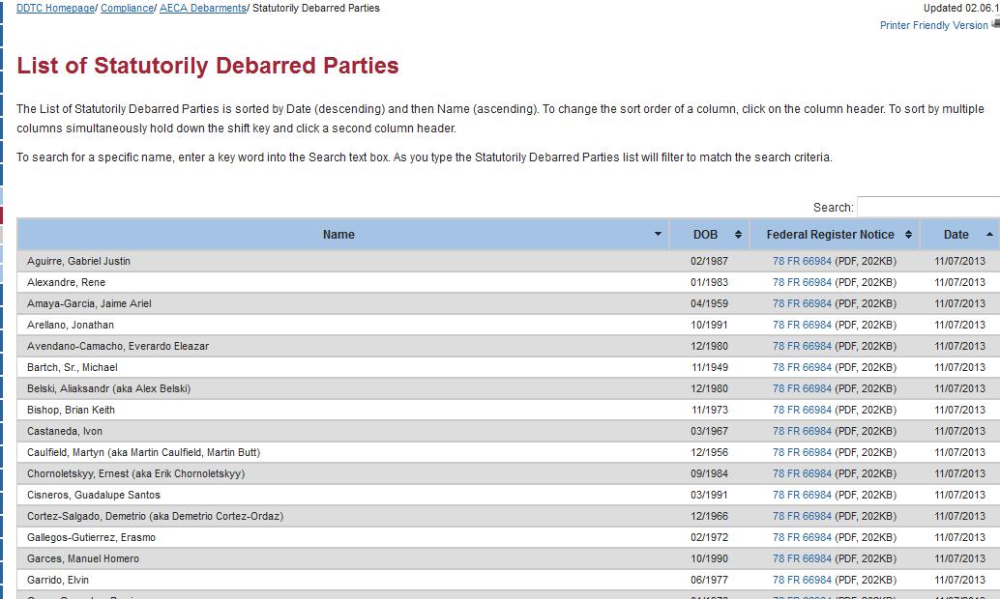 DDTC Homepage/ Compliance/ AECA Debarments/ Statutorily Debarred Parties
Updated 02.06.1
Printer Friendly Version
List of Statutorily Debarred Parties
The List of Statutorily Debarred Parties is sorted by Date (descending) and then Name (ascending). To change the sort order of a column, click on the column header. To sort by multiple
columns simultaneously hold down the shift key and click a second column header.
To search for a specific name, enter a key word into the Search text box. As you type the Statutorily Debarred Parties list will filter to match the search criteria.
Search:
Name DOB Federal Register Notice Date
Aguirre, Gabriel Justin 02/1987 78 FR 66984 (PDF, 202KB) 11/07/2013
Alexandre, Rene 01/1983 78 FR 66984 (PDF, 202KB) 11/07/2013
Amaya-Garcia, Jaime Ariel 04/1959 78 FR 66984 (PDF, 202KB) 11/07/2013
Arellano, Jonathan 10/1991 78 FR 66984 (PDF, 202KB) 11/07/2013
Avendano-Camacho, Everardo Eleazar 12/1980 78 FR 66984 (PDF, 202KB) 11/07/2013
Bartch, Sr., Michael 11/1949 78 FR 66984 (PDF, 202KB) 11/07/2013
Belski, Aliaksandr (aka Alex Belski) 12/1980 78 FR 66984 (PDF, 202KB) 11/07/2013
Bishop, Brian Keith 11/1973 78 FR 66984 (PDF, 202KB) 11/07/2013
Castaneda, Ivon 03/1967 78 FR 66984 (PDF, 202KB) 11/07/2013
Caulfield, Martyn (aka Martin Caulfield, Martin Butt) 12/1956 78 FR 66984 (PDF, 202KB) 11/07/2013
Chornoletskyy, Ernest (aka Erik Chornoletskyy) 09/1984 78 FR 66984 (PDF, 202KB) 11/07/2013
Cisneros, Guadalupe Santos 03/1991 78 FR 66984 (PDF, 202KB) 11/07/2013
Cortez-Salgado, Demetrio (aka Demetrio Cortez-Ordaz) 12/1966 78 FR 66984 (PDF, 202KB) 11/07/2013
Gallegos-Gutierrez, Erasmo 02/1972 78 FR 66984 (PDF, 202KB) 11/07/2013
Garces, Manuel Homero 10/1990 78 FR 66984 (PDF, 202KB) 11/07/2013
Garrido, Elvin 06/1977 78 FR 66984 (PDF, 202KB) 11/07/2013